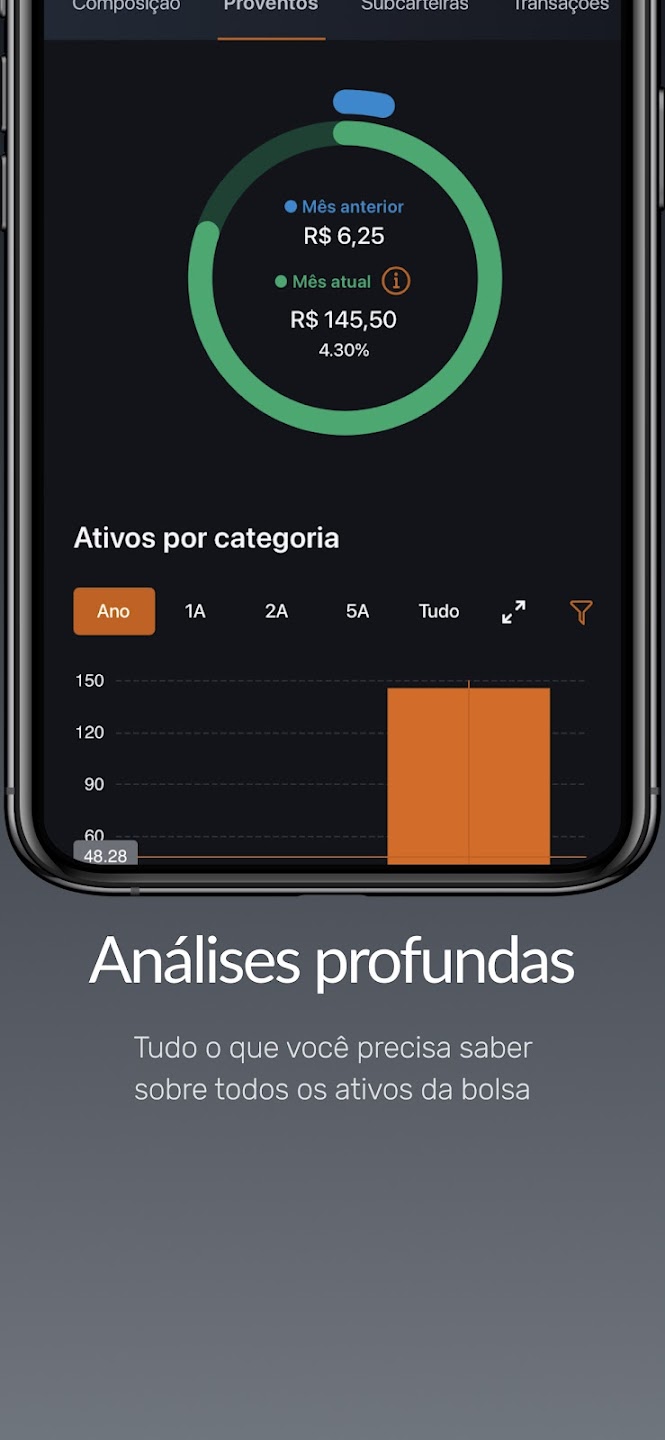 Composição Proventos Subcarteiras Transações
Mês anterior
R$ 6,25
Mês atual
R$ 145,50
4.30%
Ativos por categoria
Ano 1A 2A 5A Tudo
150
120
90
60
48.28
Análises profundas
Tudo o que você precisa saber
sobre todos os ativos da bolsa